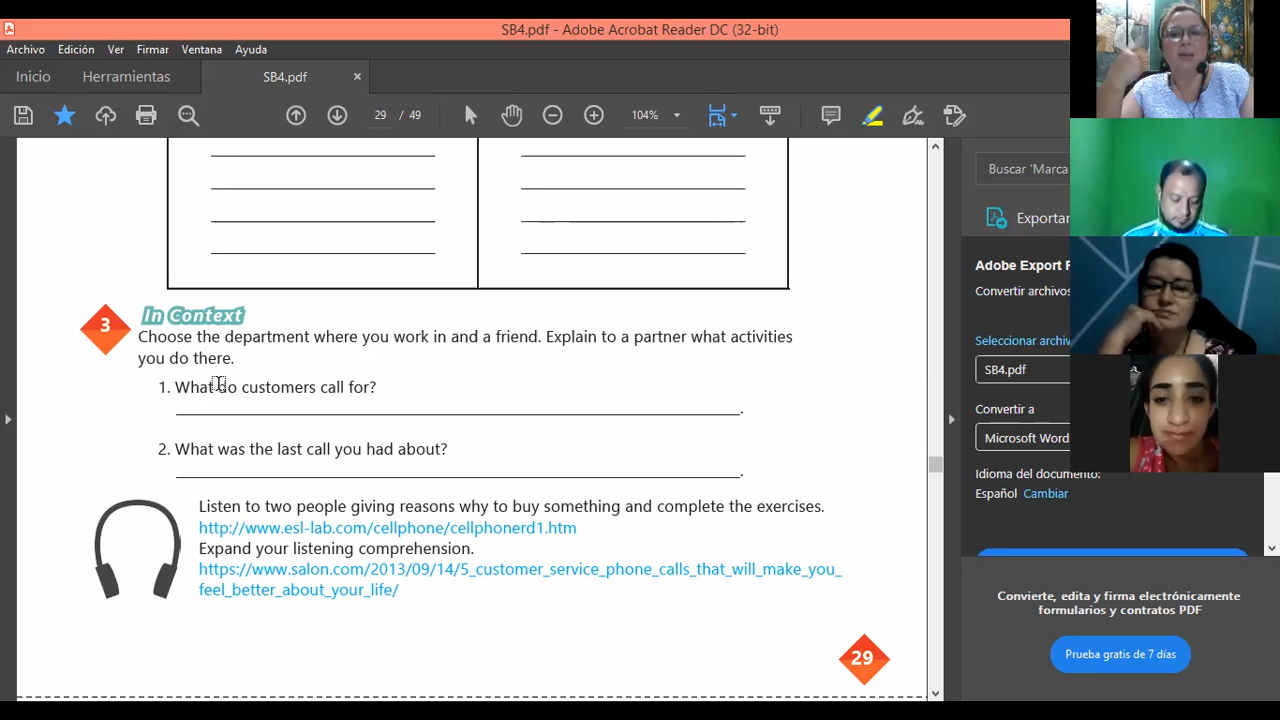 SB4.pdf - Adobe Acrobat Reader DC (32-bit)
Archivo Edición Ver Firmar Ventana Ayuda
Inicio Herramientas SB4.pdf ×
29 / 49 104%
Buscar 'Marca
Exportar
Adobe Export P
Convertir archivos
Seleccionar archiv
SB4.pdf
Convertir a
Microsoft Word
Idioma del documento:
Español Cambiar
Convierte, edita y firma electrónicamente
formularios y contratos PDF
Prueba gratis de 7 días
3 In Context
Choose the department where you work in and a friend. Explain to a partner what activities
you do there.
1. What do customers call for?
2. What was the last call you had about?
Listen to two people giving reasons why to buy something and complete the exercises.
http://www.esl-lab.com/cellphone/cellphonerd1.htm
Expand your listening comprehension.
https://www.salon.com/2013/09/14/5_customer_service_phone_calls_that_will_make_you_
feel_better_about_your_life/
29